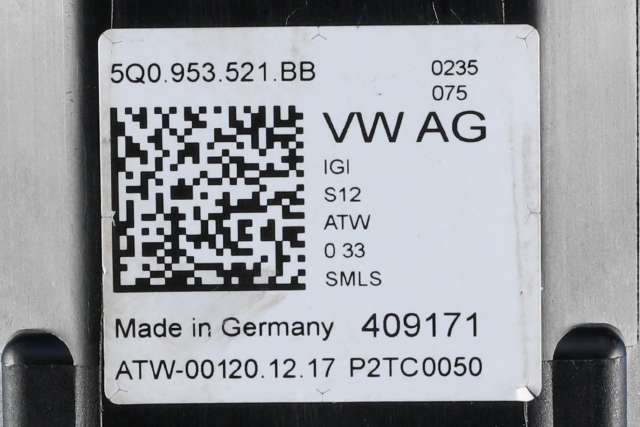 5Q0.953.521.BB
0235
075
VW AG
IGI
S12
ATW
0 33
SMLS
Made in Germany 409171
ATW-00120.12.17 P2TC0050